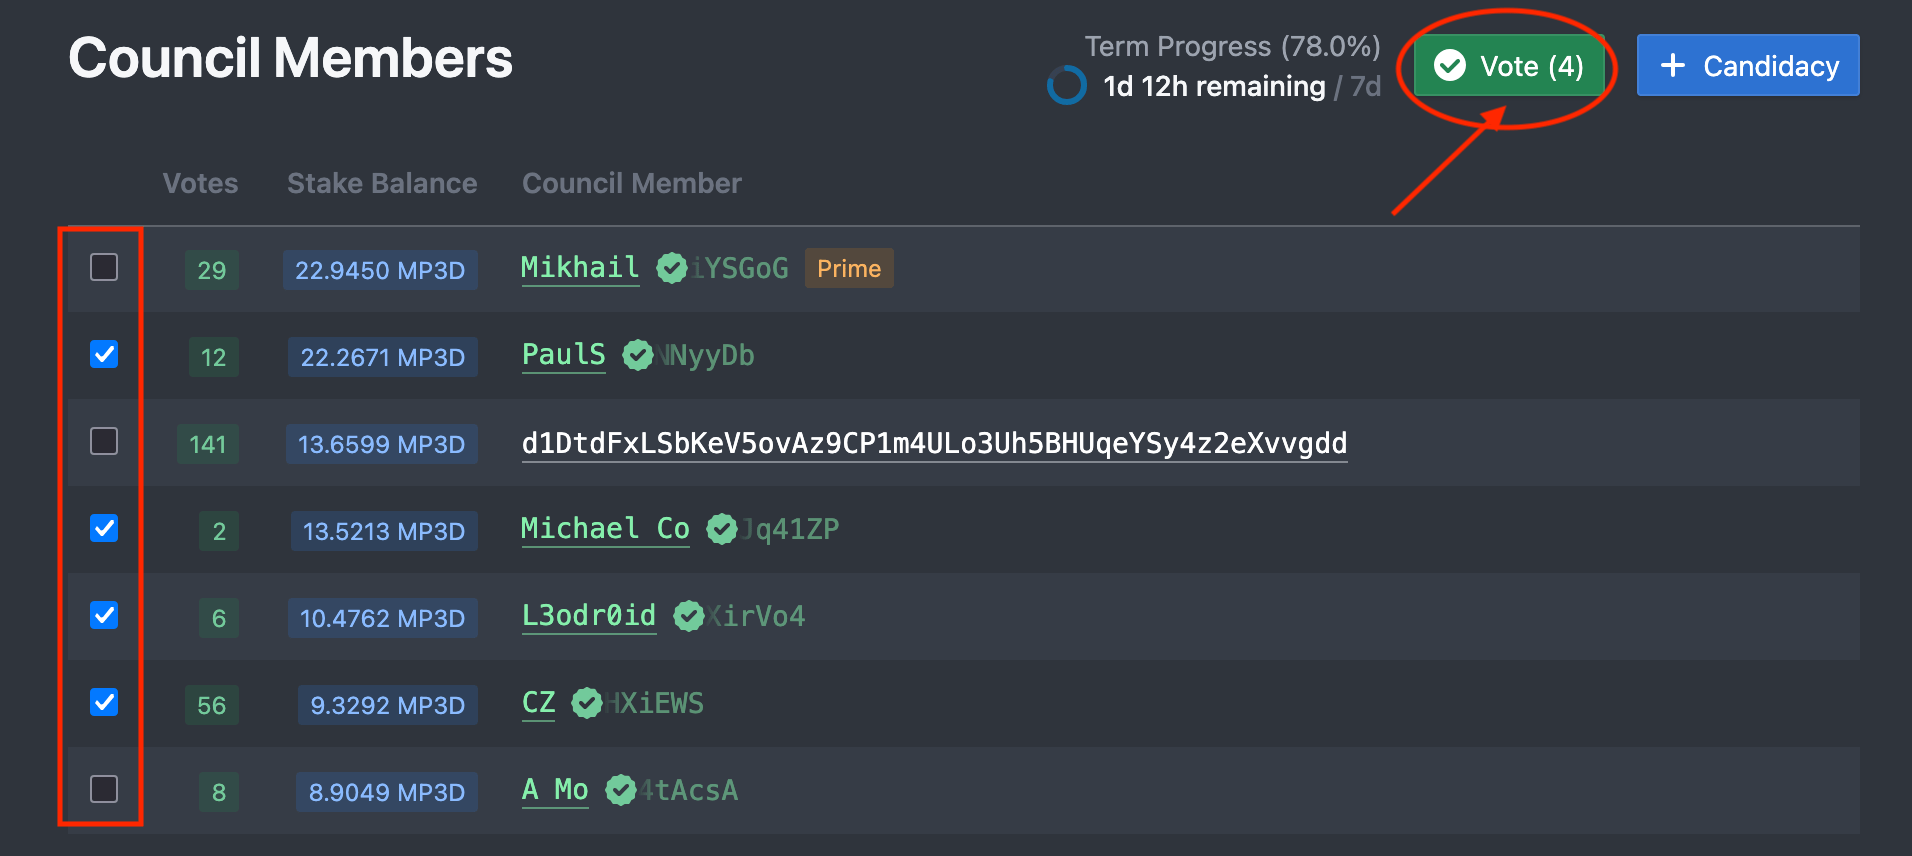 Council Members
Term Progress (78.0%)
1d 12h remaining / 7d
Vote (4)
Candidacy
Votes Stake Balance Council Member
29 22.9450 MP3D Mikhail iYSGoG Prime
12 22.2671 MP3D PaulS NNyyDb
141 13.6599 MP3D d1DtdFxLSbKeV5ovAz9CP1m4ULo3Uh5BHUqeYSy4z2eXvvgdd
2 13.5213 MP3D Michael Co Jq41ZP
6 10.4762 MP3D L3odr0id XirVo4
56 9.3292 MP3D CZ HXiEWS
8 8.9049 MP3D A Mo 4tAcsA